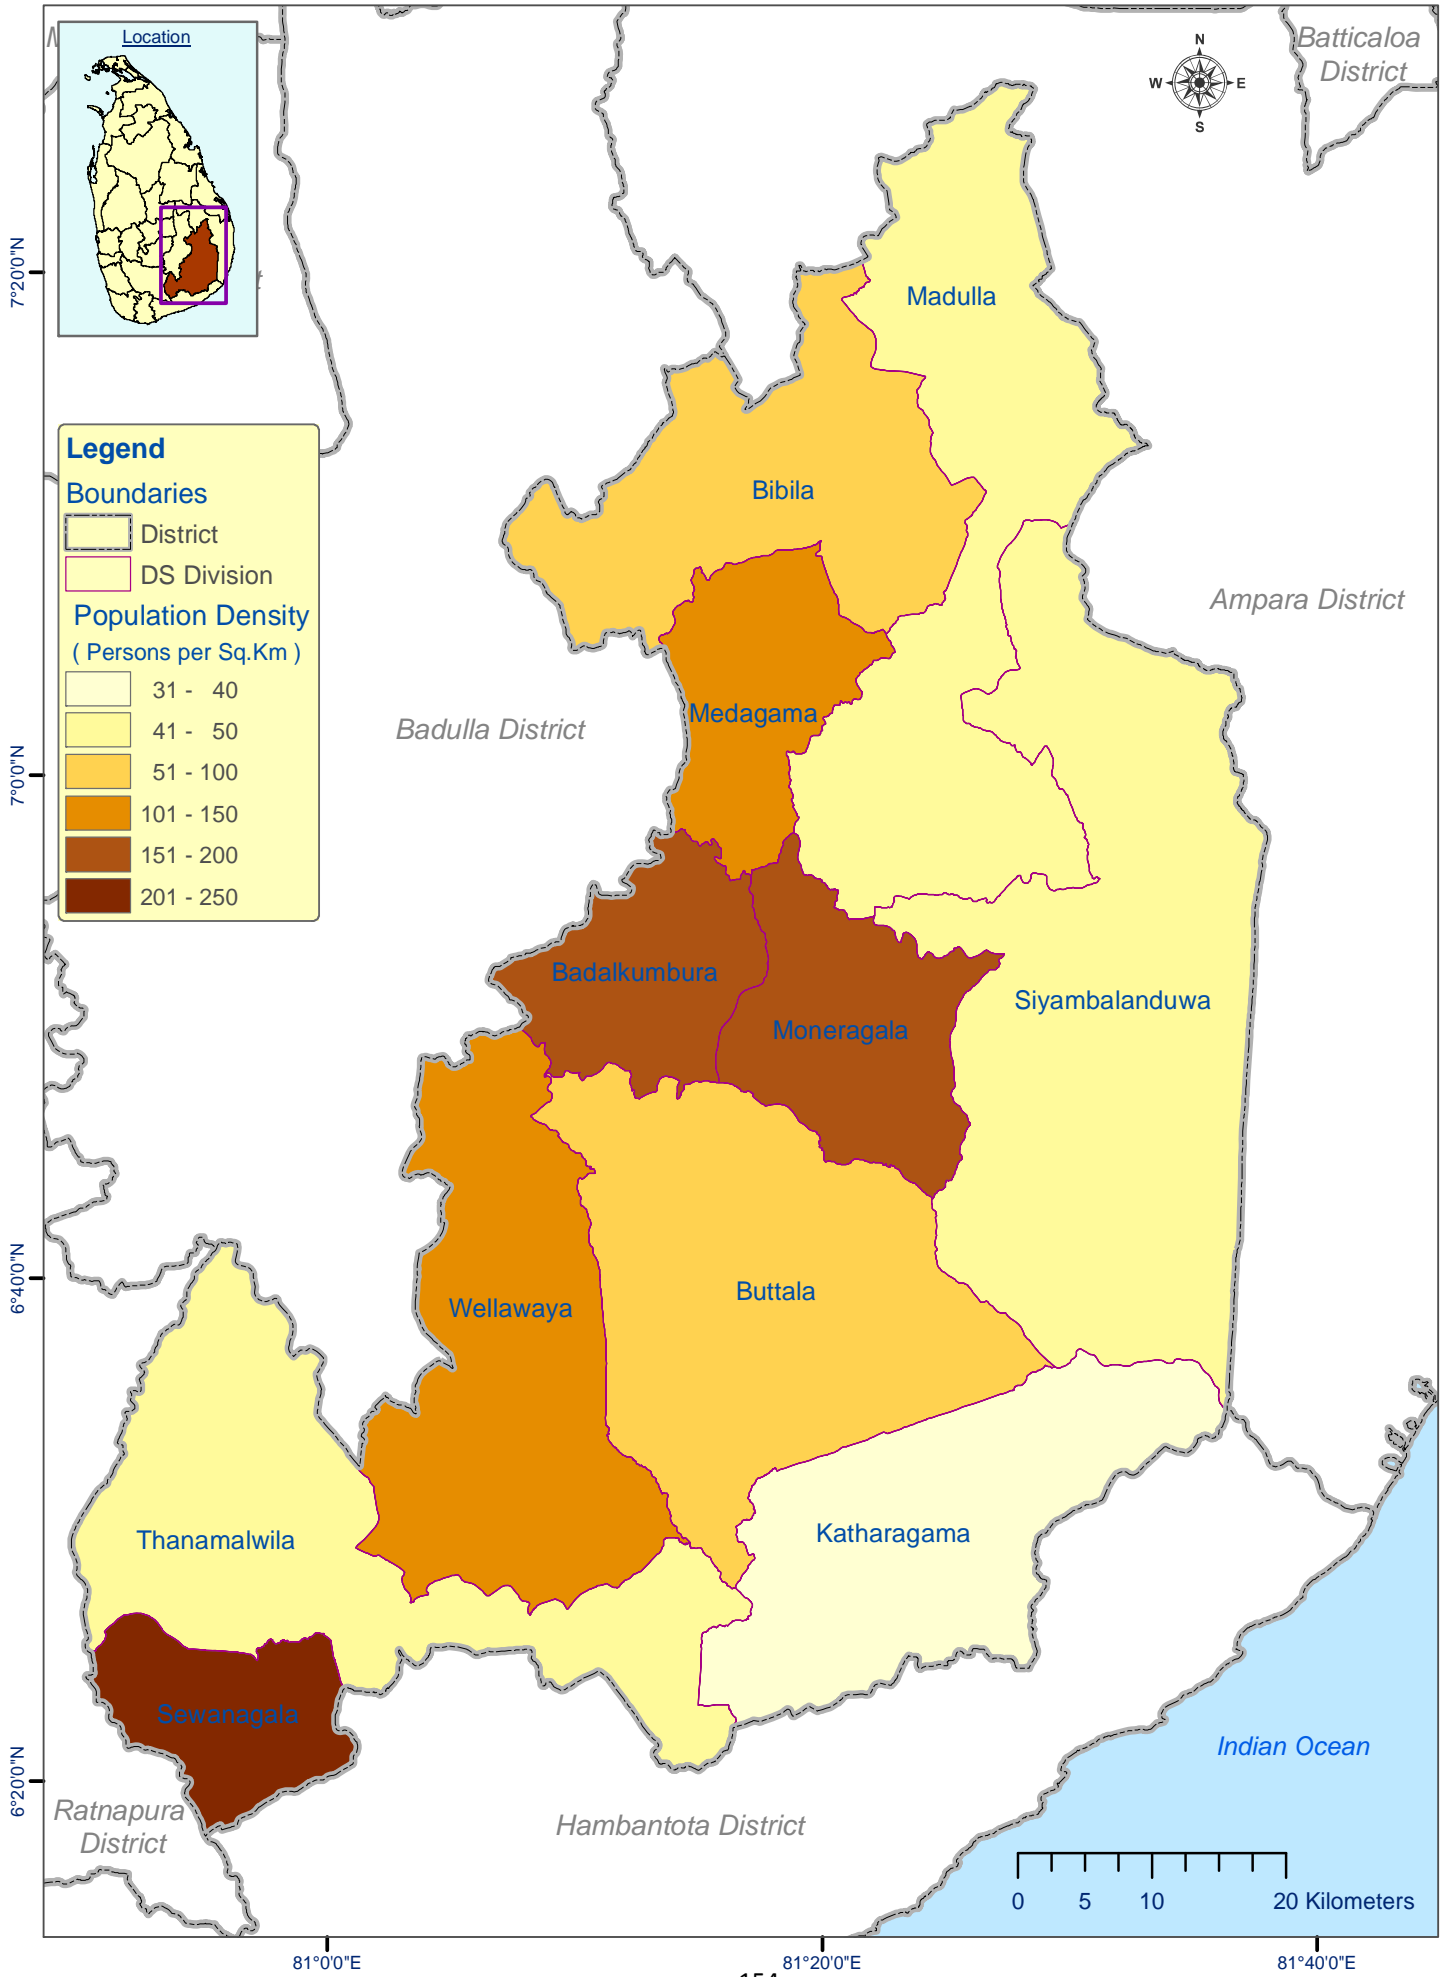 Location
N
W
E
S
Batticaloa
District
7°20'0"N
Madulla
Legend
Boundaries
District
DS Division
Population Density
( Persons per Sq.Km )
31 - 40
41 - 50
51 - 100
101 - 150
151 - 200
201 - 250
Bibila
Ampara District
Medagama
Badulla District
7°0'0"N
Badalkumbura
Siyambalanduwa
Moneragala
6°40'0"N
Buttala
Wellawaya
Thanamalwila
Katharagama
Sewanagala
Indian Ocean
6°20'0"N
Ratnapura
District
Hambantota District
0 5 10 20 Kilometers
81°0'0"E 81°20'0"E 81°40'0"E
154